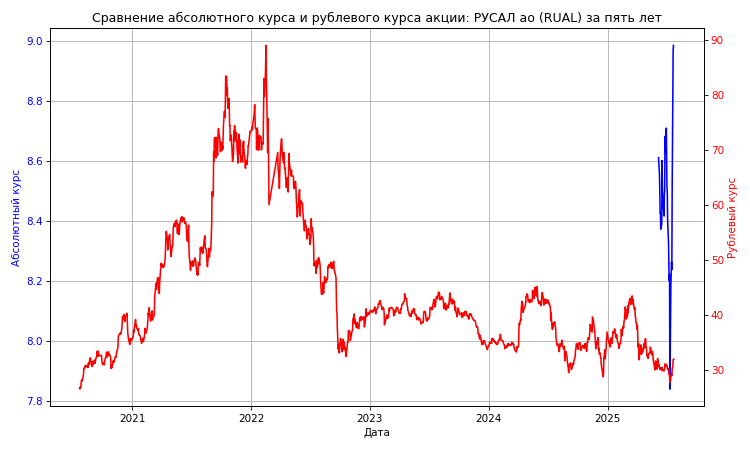 Сравнение абсолютного курса и рублевого курса акции: РУСАЛ ао (RUAL) за пять лет
9.0
8.8
8.6
8.4
8.2
8.0
7.8
Абсолютный курс
90
80
70
60
50
40
30
Рублевый курс
2021 2022 2023 2024 2025
Дата